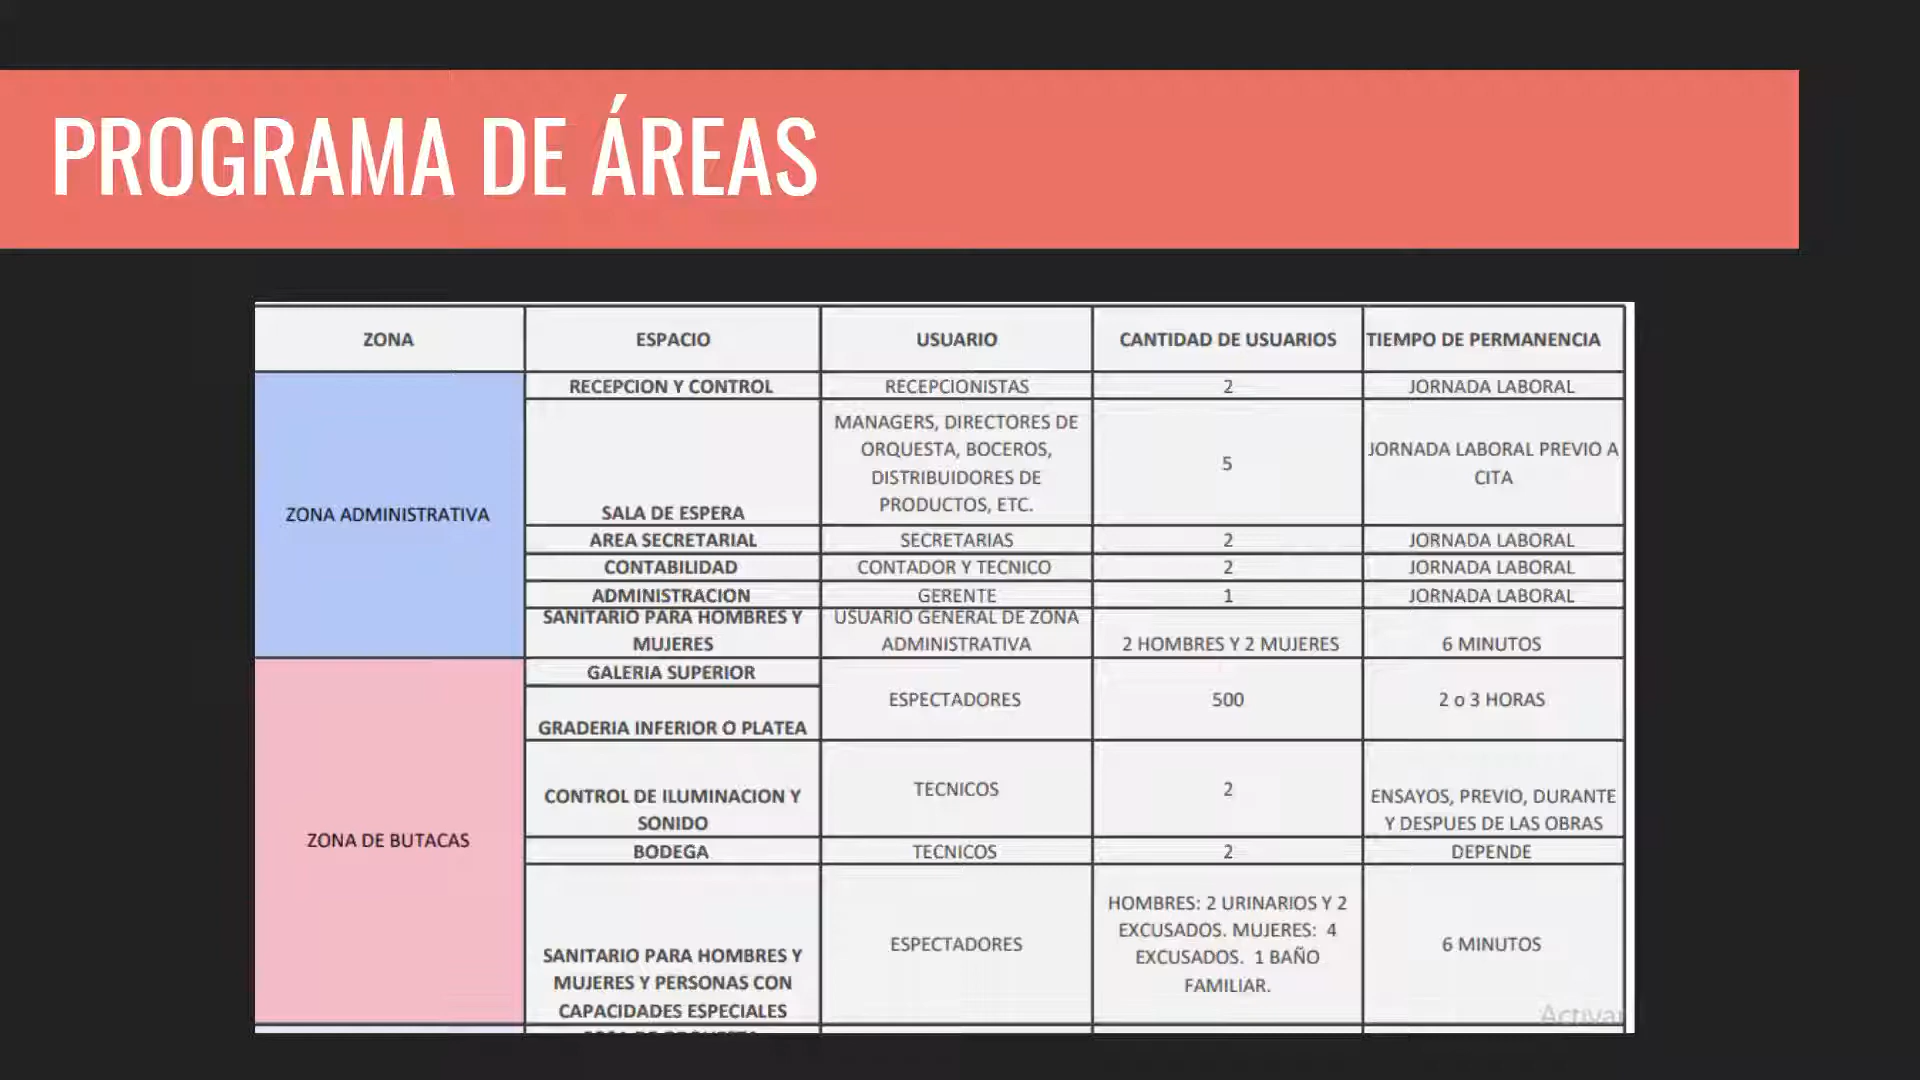 PROGRAMA DE ÁREAS
ZONA ESPACIO USUARIO CANTIDAD DE USUARIOS TIEMPO DE PERMANENCIA
ZONA ADMINISTRATIVA
RECEPCION Y CONTROL RECEPCIONISTAS 2 JORNADA LABORAL
SALA DE ESPERA
MANAGERS, DIRECTORES DE
ORQUESTA, BOCEROS,
DISTRIBUIDORES DE
PRODUCTOS, ETC.
5
JORNADA LABORAL PREVIO A
CITA
AREA SECRETARIAL SECRETARIAS 2 JORNADA LABORAL
CONTABILIDAD CONTADOR Y TECNICO 2 JORNADA LABORAL
ADMINISTRACION GERENTE 1 JORNADA LABORAL
SANITARIO PARA HOMBRES Y
MUJERES
USUARIO GENERAL DE ZONA
ADMINISTRATIVA
2 HOMBRES Y 2 MUJERES
6 MINUTOS
ZONA DE BUTACAS
GALERIA SUPERIOR
GRADERIA INFERIOR O PLATEA
ESPECTADORES
500
2 o 3 HORAS
CONTROL DE ILUMINACION Y
SONIDO
TECNICOS
2
ENSAYOS, PREVIO, DURANTE
Y DESPUES DE LAS OBRAS
BODEGA TECNICOS 2 DEPENDE
SANITARIO PARA HOMBRES Y
MUJERES Y PERSONAS CON
CAPACIDADES ESPECIALES
ESPECTADORES
HOMBRES: 2 URINARIOS Y 2
EXCUSADOS. MUJERES: 4
EXCUSADOS. 1 BAÑO
FAMILIAR.
6 MINUTOS
Activar